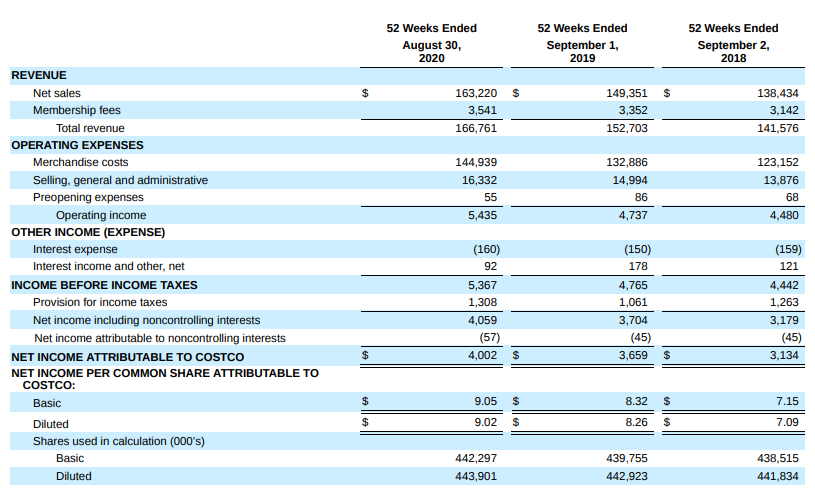 52 Weeks Ended 52 Weeks Ended 52 Weeks Ended
August 30, September 1, September 2,
2020 2019 2018
REVENUE
Net sales $ 163,220 $ 149,351 $ 138,434
Membership fees 3,541 3,352 3,142
Total revenue 166,761 152,703 141,576
OPERATING EXPENSES
Merchandise costs 144,939 132,886 123,152
Selling, general and administrative 16,332 14,994 13,876
Preopening expenses 55 86 68
Operating income 5,435 4,737 4,480
OTHER INCOME (EXPENSE)
Interest expense (160) (150) (159)
Interest income and other, net 92 178 121
INCOME BEFORE INCOME TAXES 5,367 4,765 4,442
Provision for income taxes 1,308 1,061 1,263
Net income including noncontrolling interests 4,059 3,704 3,179
Net income attributable to noncontrolling interests (57) (45) (45)
NET INCOME ATTRIBUTABLE TO COSTCO $ 4,002 $ 3,659 $ 3,134
NET INCOME PER COMMON SHARE ATTRIBUTABLE TO
COSTCO:
Basic $ 9.05 $ 8.32 $ 7.15
Diluted $ 9.02 $ 8.26 $ 7.09
Shares used in calculation (000's)
Basic 442,297 439,755 438,515
Diluted 443,901 442,923 441,834